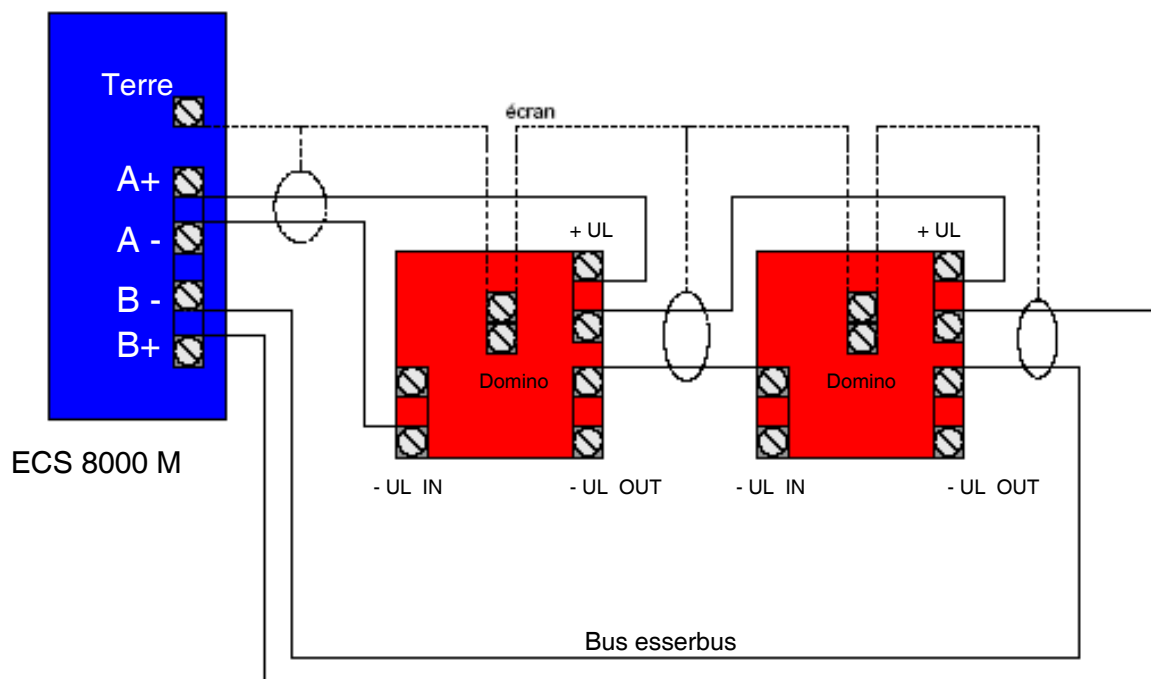 Terre
écran
A+
A -
+ UL
+ UL
B -
B+
Domino
Domino
ECS 8000 M
- UL IN
- UL OUT
- UL IN
- UL OUT
Bus esserbus